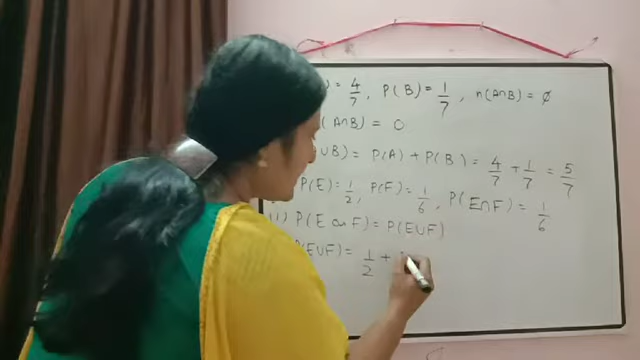 ) = 4/7 , P(B) = 1/7 , n(A∩B) = ∅
(A∩B) = 0
∪B) = P(A) + P(B) = 4/7 + 1/7 = 5/7
P(E) = 1/2 , P(F) = 1/6 , P(E∩F) = 1/6
) P(E or F) = P(E∪F)
P(E∪F) = 1/2 +